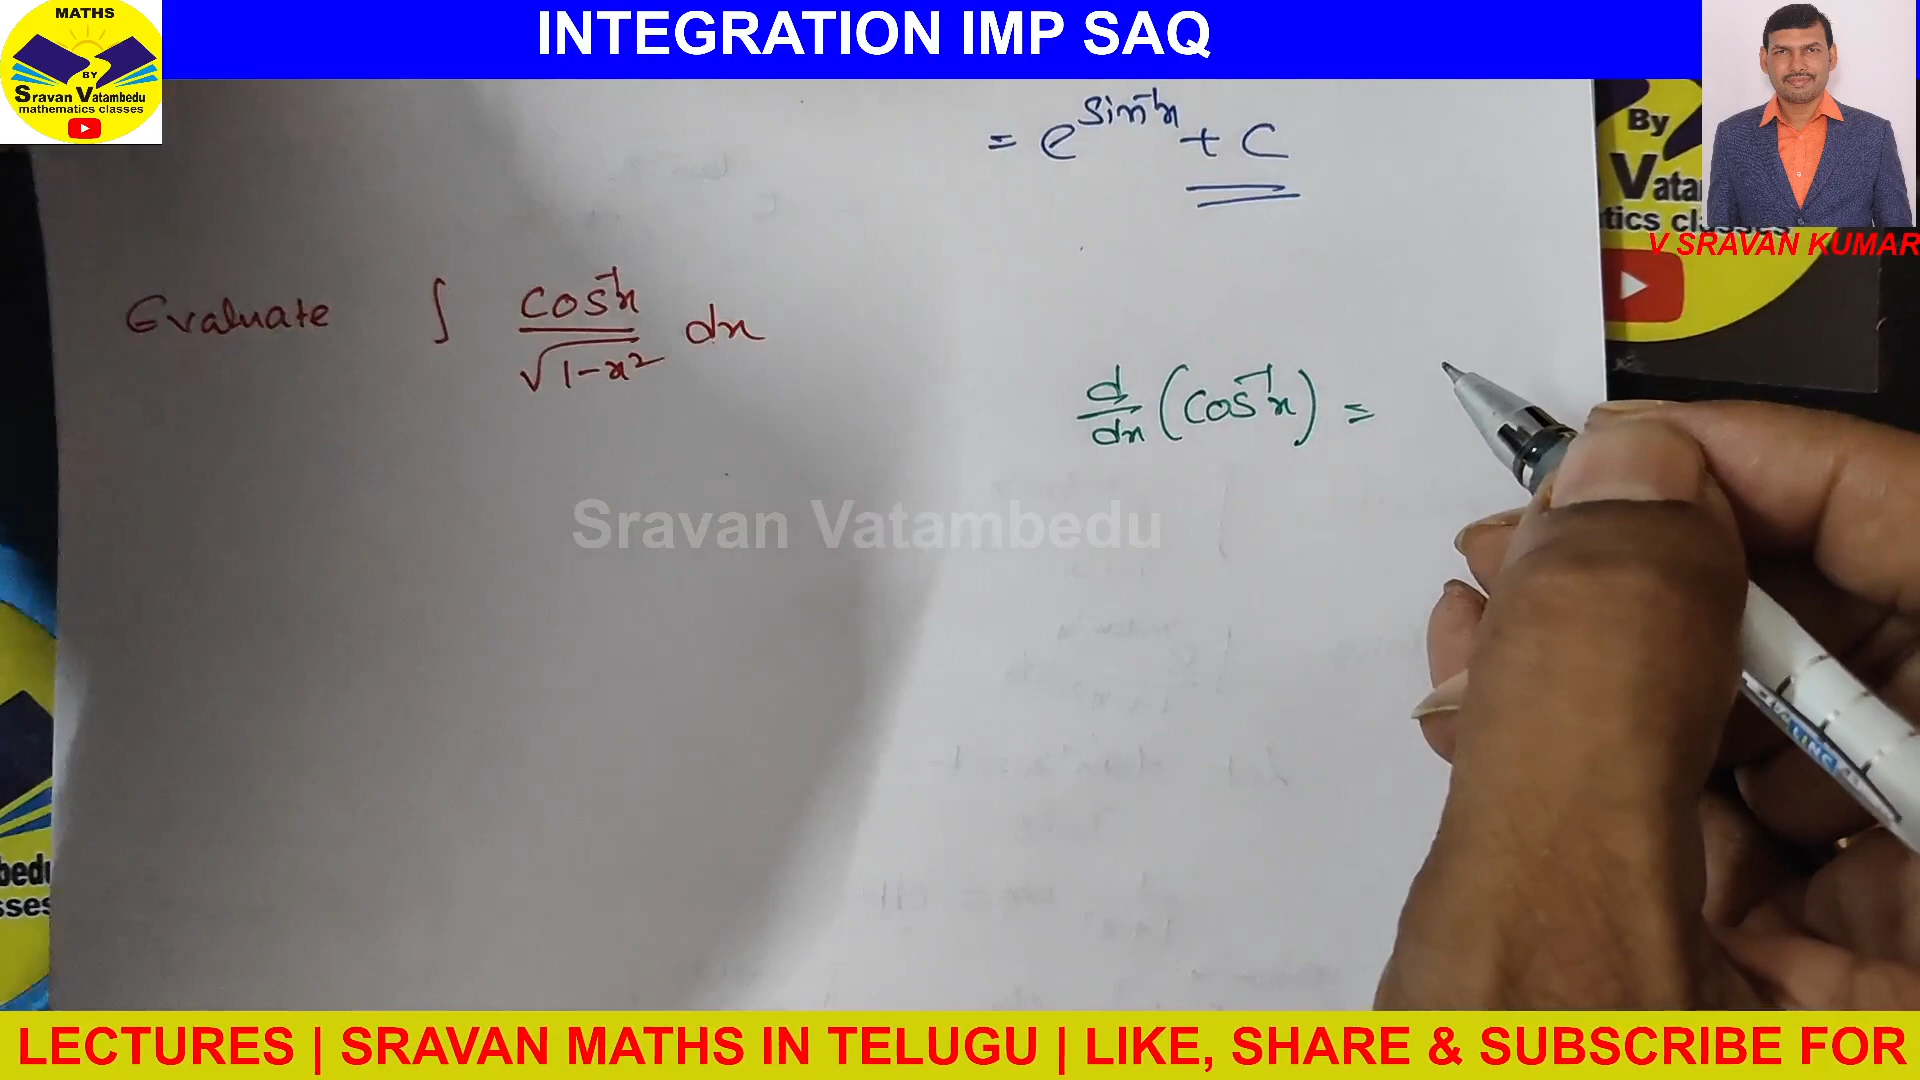 MATHS
BY
Sravan Vatambedu
mathematics classes
INTEGRATION IMP SAQ
By
Vata
tics classes
V SRAVAN KUMAR
= e^{sin⁻¹x} + c
Evaluate ∫ cos⁻¹x / √1-x² dx
d/dx (cos⁻¹x) =
Sravan Vatambedu
bedu
sses
LECTURES | SRAVAN MATHS IN TELUGU | LIKE, SHARE & SUBSCRIBE FOR